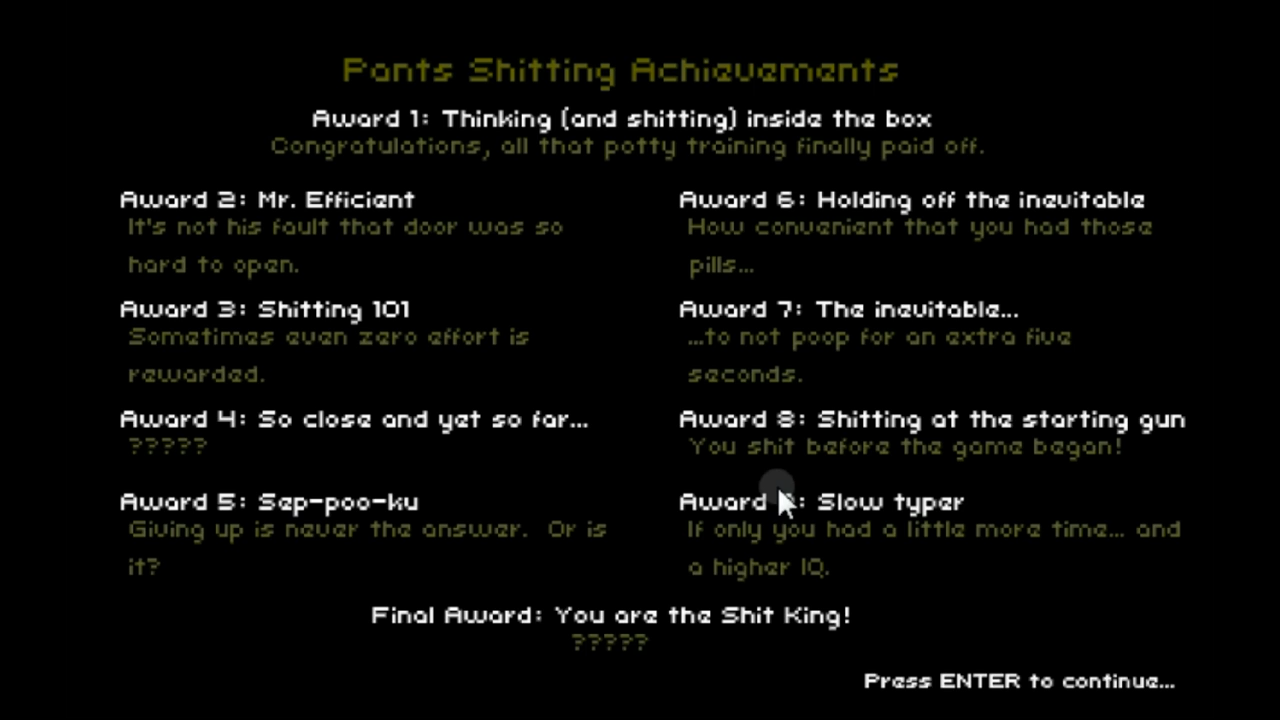 Pants Shitting Achievements
Award 1: Thinking (and shitting) inside the box
Congratulations, all that potty training finally paid off.
Award 2: Mr. Efficient
It's not his fault that door was so
hard to open.
Award 3: Shitting 101
Sometimes even zero effort is
rewarded.
Award 4: So close and yet so far...
?????
Award 5: Sep-poo-ku
Giving up is never the answer. Or is
it?
Award 6: Holding off the inevitable
How convenient that you had those
pills...
Award 7: The inevitable...
...to not poop for an extra five
seconds.
Award 8: Shitting at the starting gun
You shit before the game began!
Award : Slow typer
If only you had a little more time... and
a higher IQ.
Final Award: You are the Shit King!
?????
Press ENTER to continue...